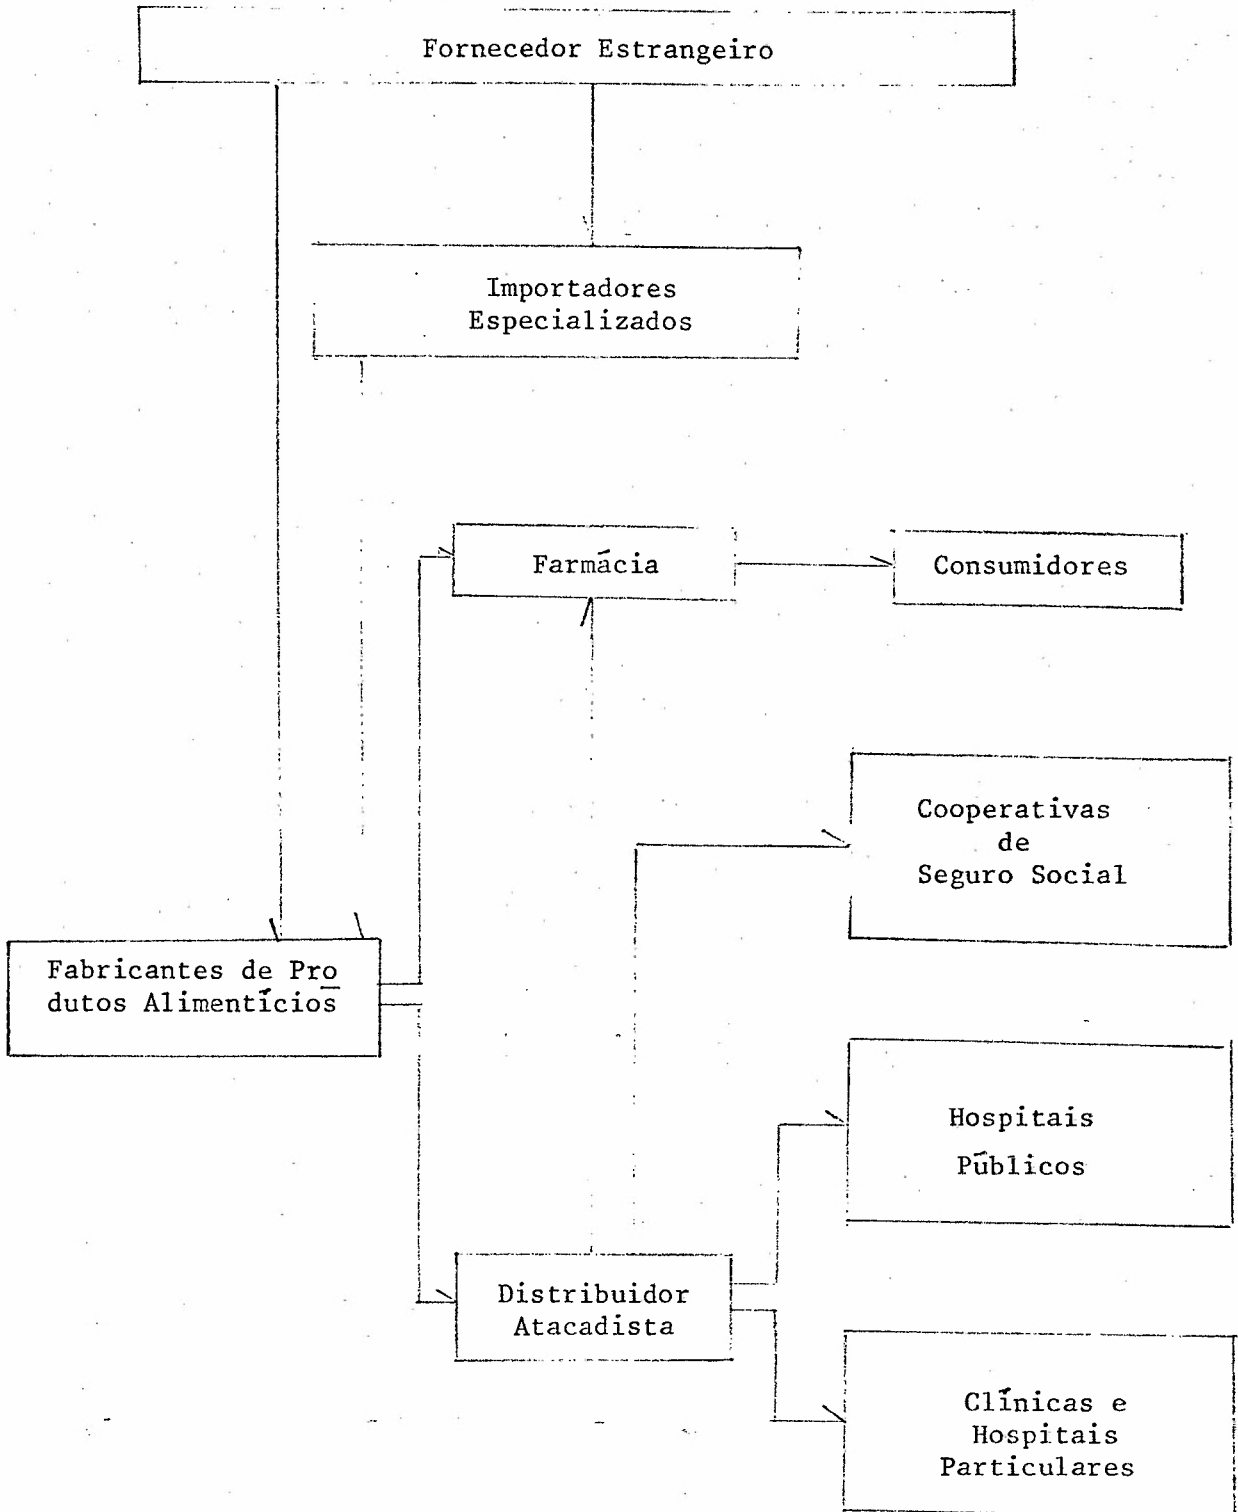 Fornecedor Estrangeiro
Importadores
Especializados
Farmácia
Consumidores
Cooperativas
de
Seguro Social
Fabricantes de Pro
dutos Alimentícios
Hospitais
Públicos
Distribuidor
Atacadista
Clínicas e
Hospitais
Particulares